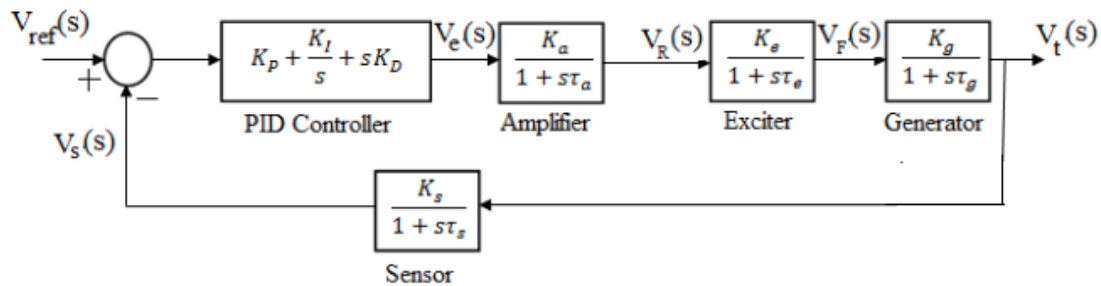 V_ref(s)
+
−
K_P + K_I/s + sK_D
PID Controller
V_e(s)
K_a/(1 + sτ_a)
Amplifier
V_R(s)
K_e/(1 + sτ_e)
Exciter
V_F(s)
K_g/(1 + sτ_g)
Generator
V_t(s)
V_s(s)
K_s/(1 + sτ_s)
Sensor